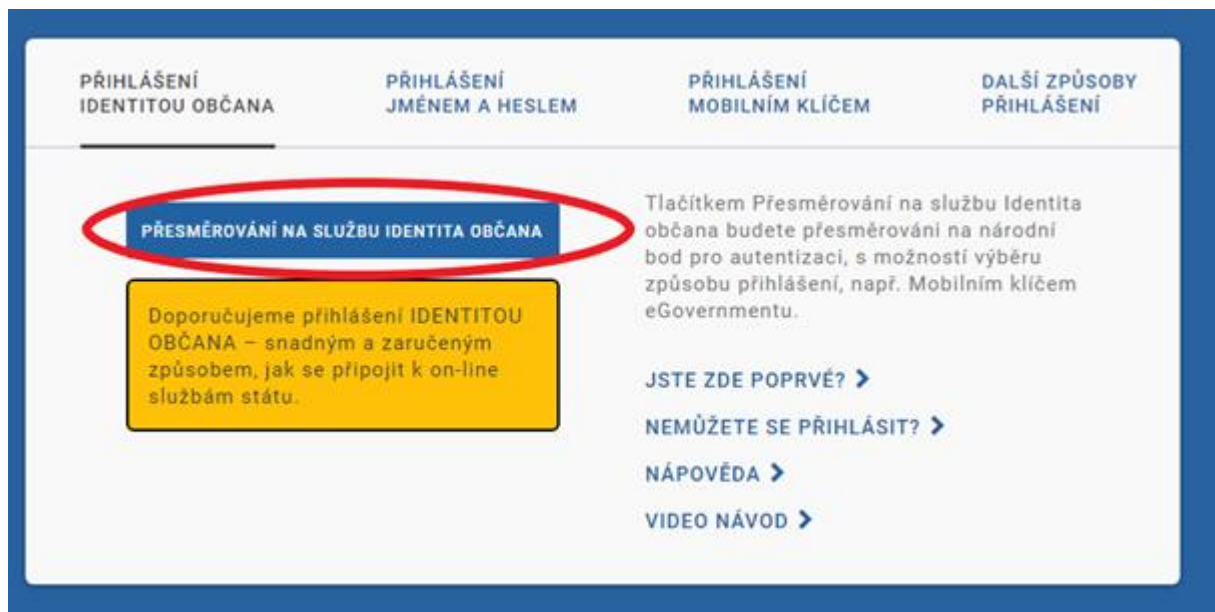 PŘIHLÁŠENÍ
IDENTITOU OBČANA
PŘIHLÁŠENÍ
JMÉNEM A HESLEM
PŘIHLÁŠENÍ
MOBILNÍM KLÍČEM
DALŠÍ ZPŮSOBY
PŘIHLÁŠENÍ
PŘESMĚROVÁNÍ NA SLUŽBU IDENTITA OBČANA
Doporučujeme přihlášení IDENTITOU
OBČANA – snadným a zaručeným
způsobem, jak se připojit k on-line
službám státu.
Tlačítkem Přesměrování na službu Identita
občana budete přesměrováni na národní
bod pro autentizaci, s možností výběru
způsobu přihlášení, např. Mobilním klíčem
eGovernmentu.
JSTE ZDE POPRVÉ?
NEMŮŽETE SE PŘIHLÁSIT?
NÁPOVĚDA
VIDEO NÁVOD